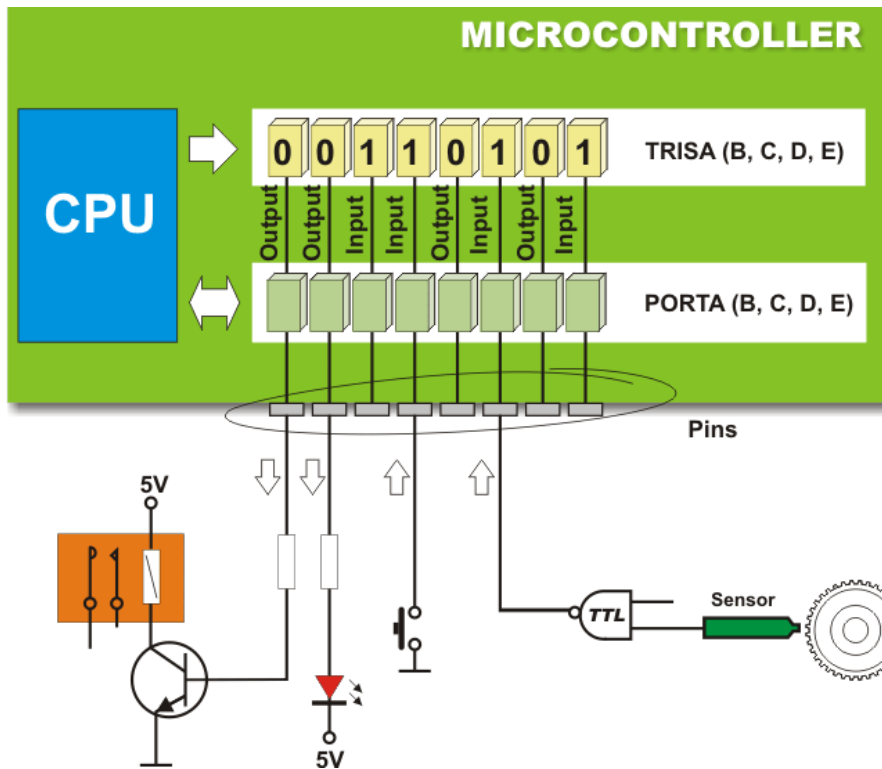 MICROCONTROLLER
CPU
0 0 1 1 0 1 0 1
TRISA (B, C, D, E)
Output Output Input Input Output Input Output Input
PORTA (B, C, D, E)
Pins
5V
TTL
Sensor
5V